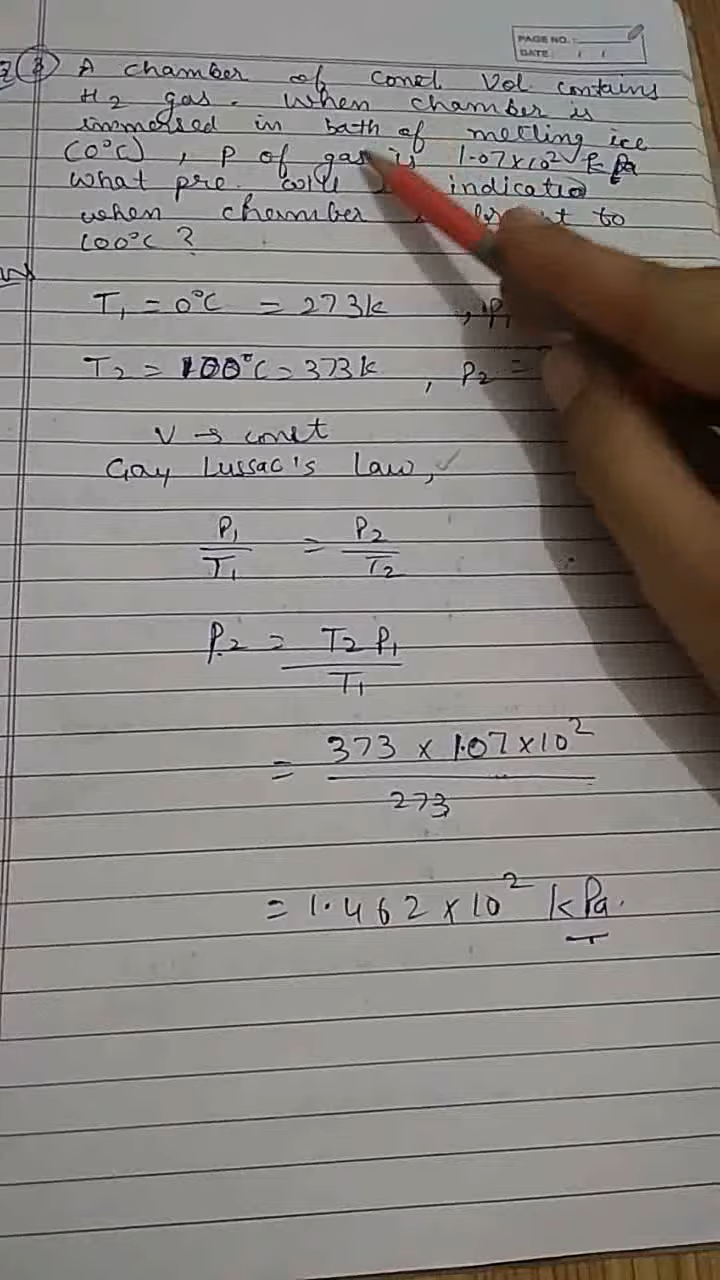 PAGE NO.:
DATE: / /
3 A chamber of const Vol contains
H2 gas. When chamber is
immersed in bath of melting ice
(0°C), P of gas is 1.07×10² kPa
What pre. will indicated
when chamber to
100°C?
T₁ = 0°C = 273k , P₁
T₂ = 100°C = 373k , P₂ =
V → const
Gay Lussac's law, ✓
P₁ = P₂
T₁ T₂
P₂ = T₂ P₁
T₁
= 373 × 1.07×10²
273
= 1.462 × 10² kPa.